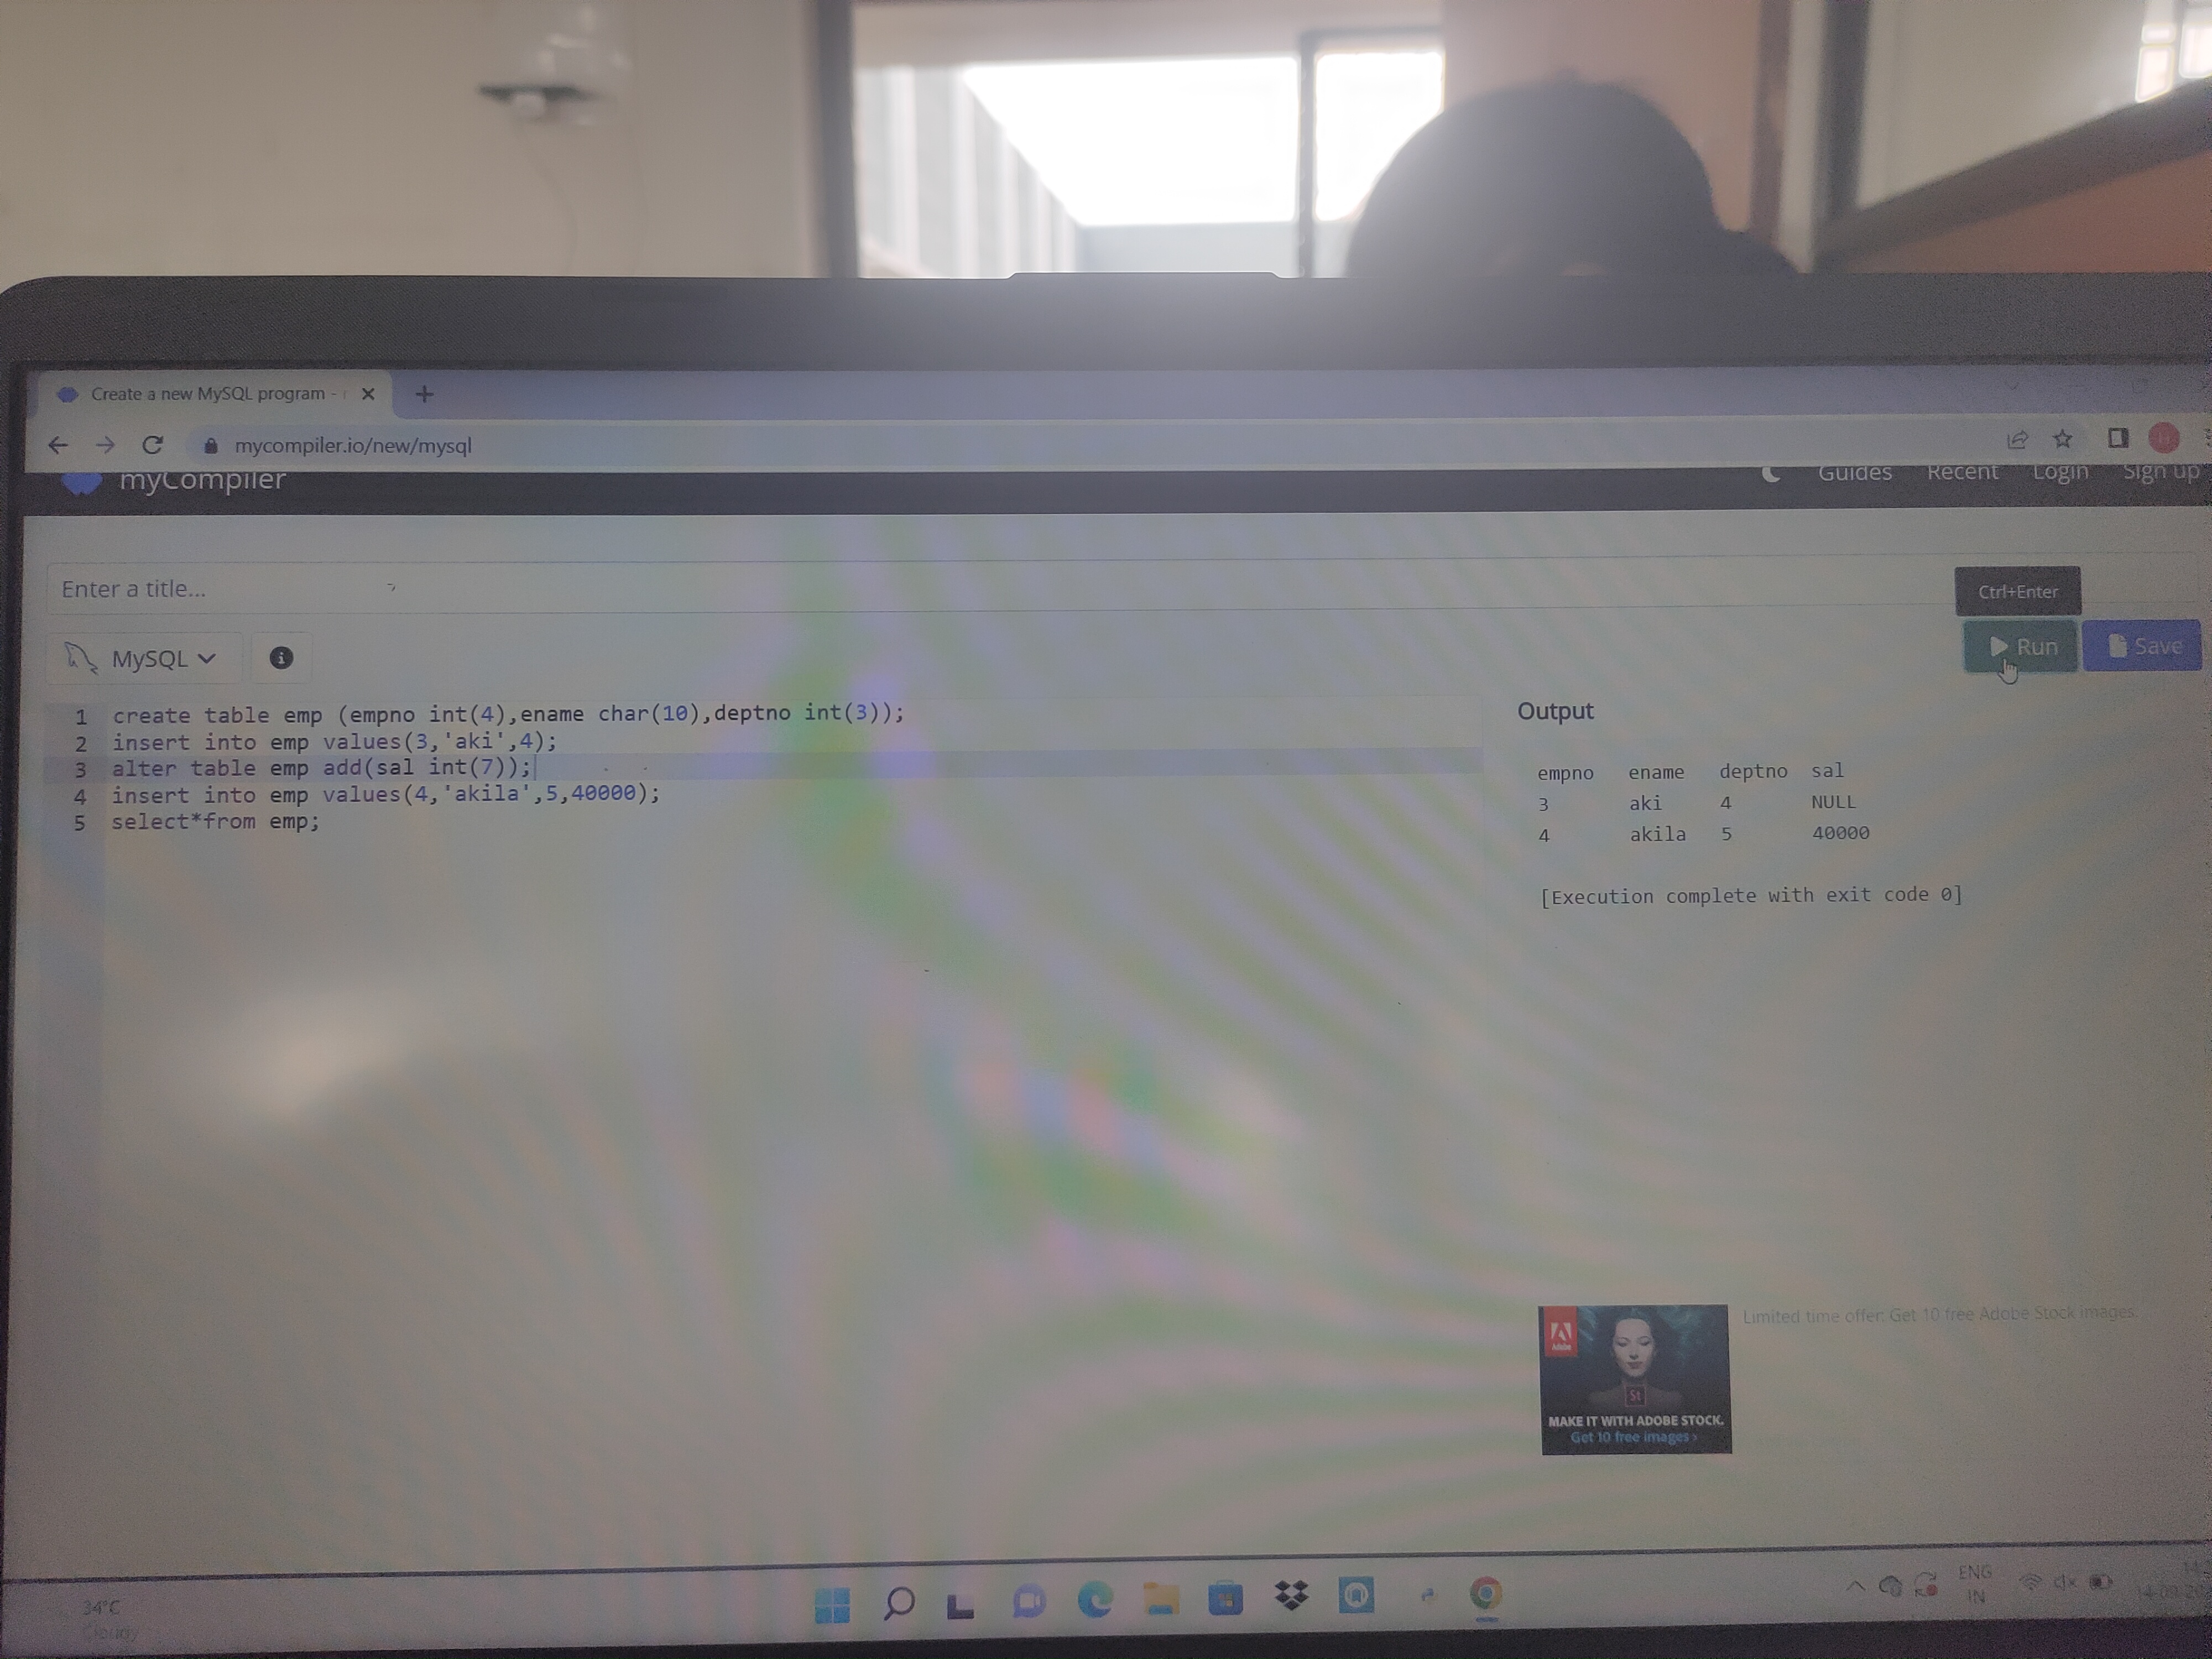 Create a new MySQL program -
mycompiler.io/new/mysql
myCompiler
Guides Recent Login Sign up
Enter a title...
Ctrl+Enter
MySQL
Run
Save
1 create table emp (empno int(4),ename char(10),deptno int(3));
2 insert into emp values(3,'aki',4);
3 alter table emp add(sal int(7));
4 insert into emp values(4,'akila',5,40000);
5 select*from emp;
Output
empno ename deptno sal
3 aki 4 NULL
4 akila 5 40000
[Execution complete with exit code 0]
Limited time offer: Get 10 free Adobe Stock images.
Adobe
St
MAKE IT WITH ADOBE STOCK.
Get 10 free images ›
34°C
Cloudy
ENG
IN